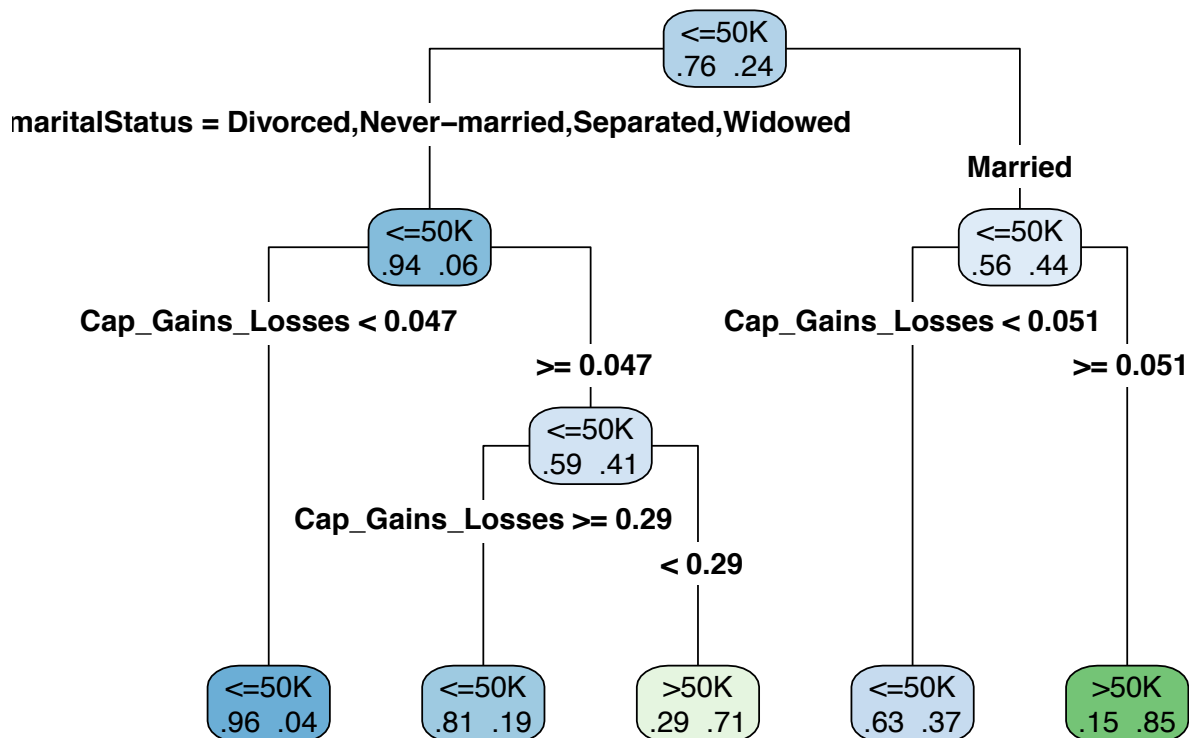 <=50K
.76 .24
maritalStatus = Divorced,Never−married,Separated,Widowed
Married
<=50K
.94 .06
<=50K
.56 .44
Cap_Gains_Losses < 0.047
Cap_Gains_Losses < 0.051
>= 0.047
>= 0.051
<=50K
.59 .41
Cap_Gains_Losses >= 0.29
< 0.29
<=50K
.96 .04
<=50K
.81 .19
>50K
.29 .71
<=50K
.63 .37
>50K
.15 .85